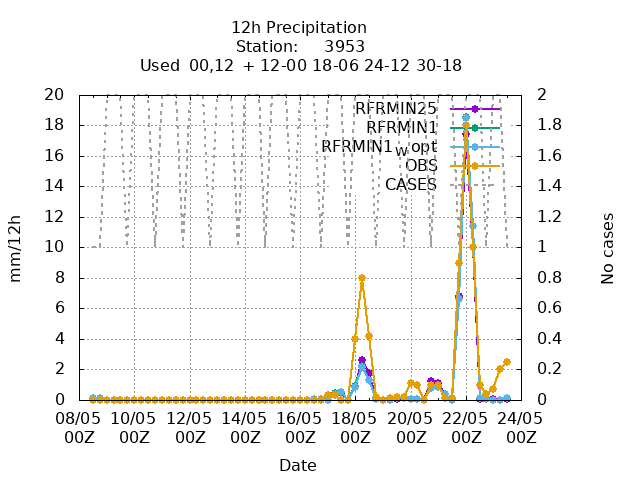 12h Precipitation
Station: 3953
Used 00,12 + 12-00 18-06 24-12 30-18
20 2
RFRMIN25
18 1.8
RFRMIN1
RFRMIN1wopt
16 1.6
OBS
14 CASES 1.4
12 1.2
10 1
8 0.8
6 0.6
4 0.4
2 0.2
0 0
mm/12h
No cases
08/05 10/05 12/05 14/05 16/05 18/05 20/05 22/05 24/05
00Z 00Z 00Z 00Z 00Z 00Z 00Z 00Z 00Z
Date